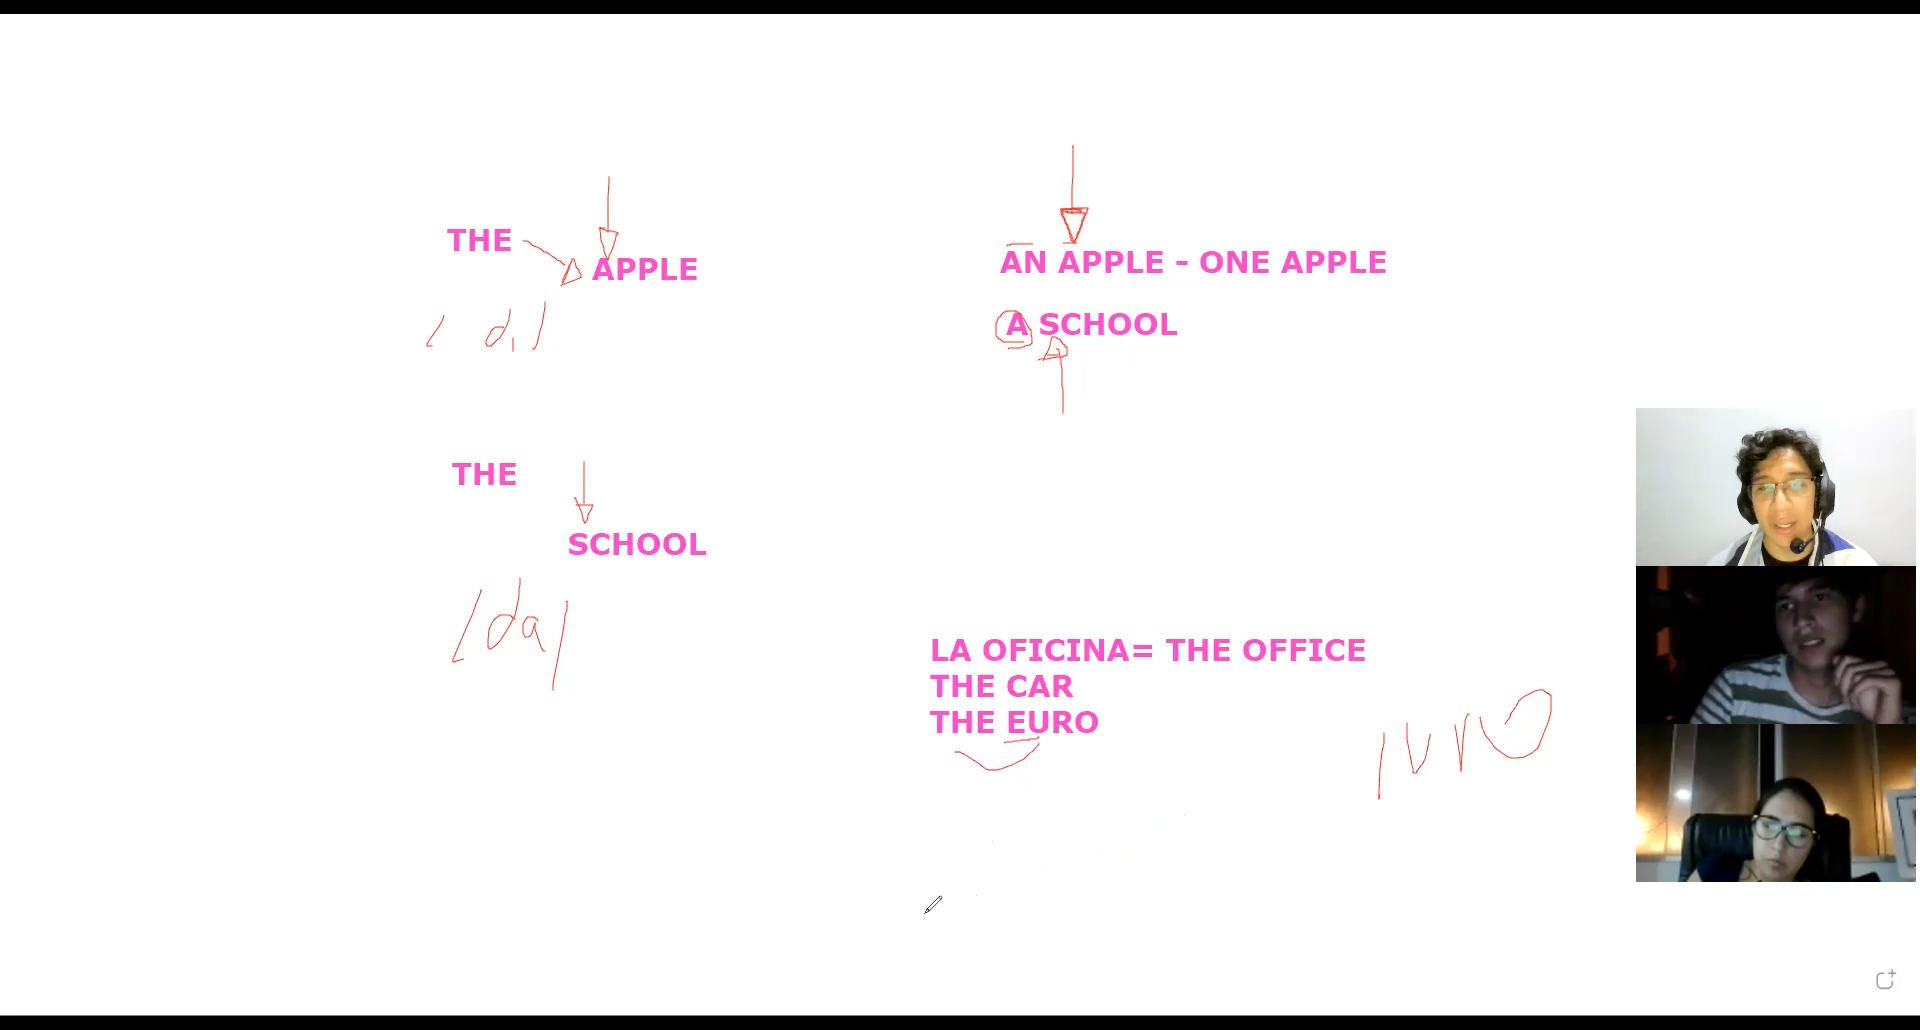 THE
APPLE
/di/
THE
SCHOOL
/da/
AN APPLE - ONE APPLE
A SCHOOL
LA OFICINA= THE OFFICE
THE CAR
THE EURO
IURO